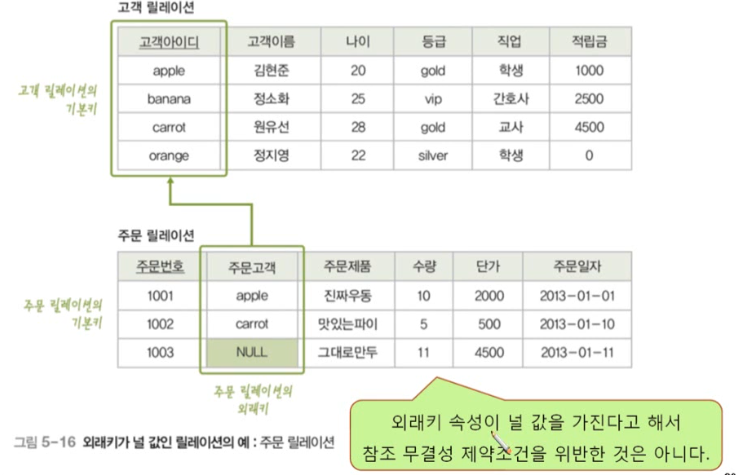 고객 릴레이션
고객아이디 고객이름 나이 등급 직업 적립금
apple 김현준 20 gold 학생 1000
banana 정소화 25 vip 간호사 2500
carrot 원유선 28 gold 교사 4500
orange 정지영 22 silver 학생 0
고객 릴레이션의
기본키
주문 릴레이션
주문번호 주문고객 주문제품 수량 단가 주문일자
1001 apple 진짜우동 10 2000 2013-01-01
1002 carrot 맛있는파이 5 500 2013-01-10
1003 NULL 그대로만두 11 4500 2013-01-11
주문 릴레이션의
기본키
주문 릴레이션의
외래키
외래키 속성이 널 값을 가진다고 해서
참조 무결성 제약조건을 위반한 것은 아니다.
그림 5-16 외래키가 널 값인 릴레이션의 예 : 주문 릴레이션